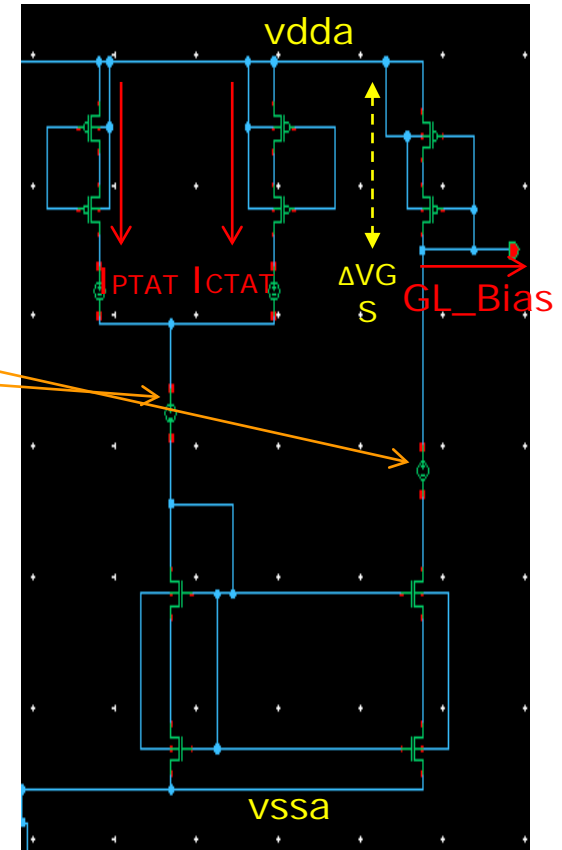 vdda
IPTAT ICTAT
ΔVG
S
GL_Bias
vssa